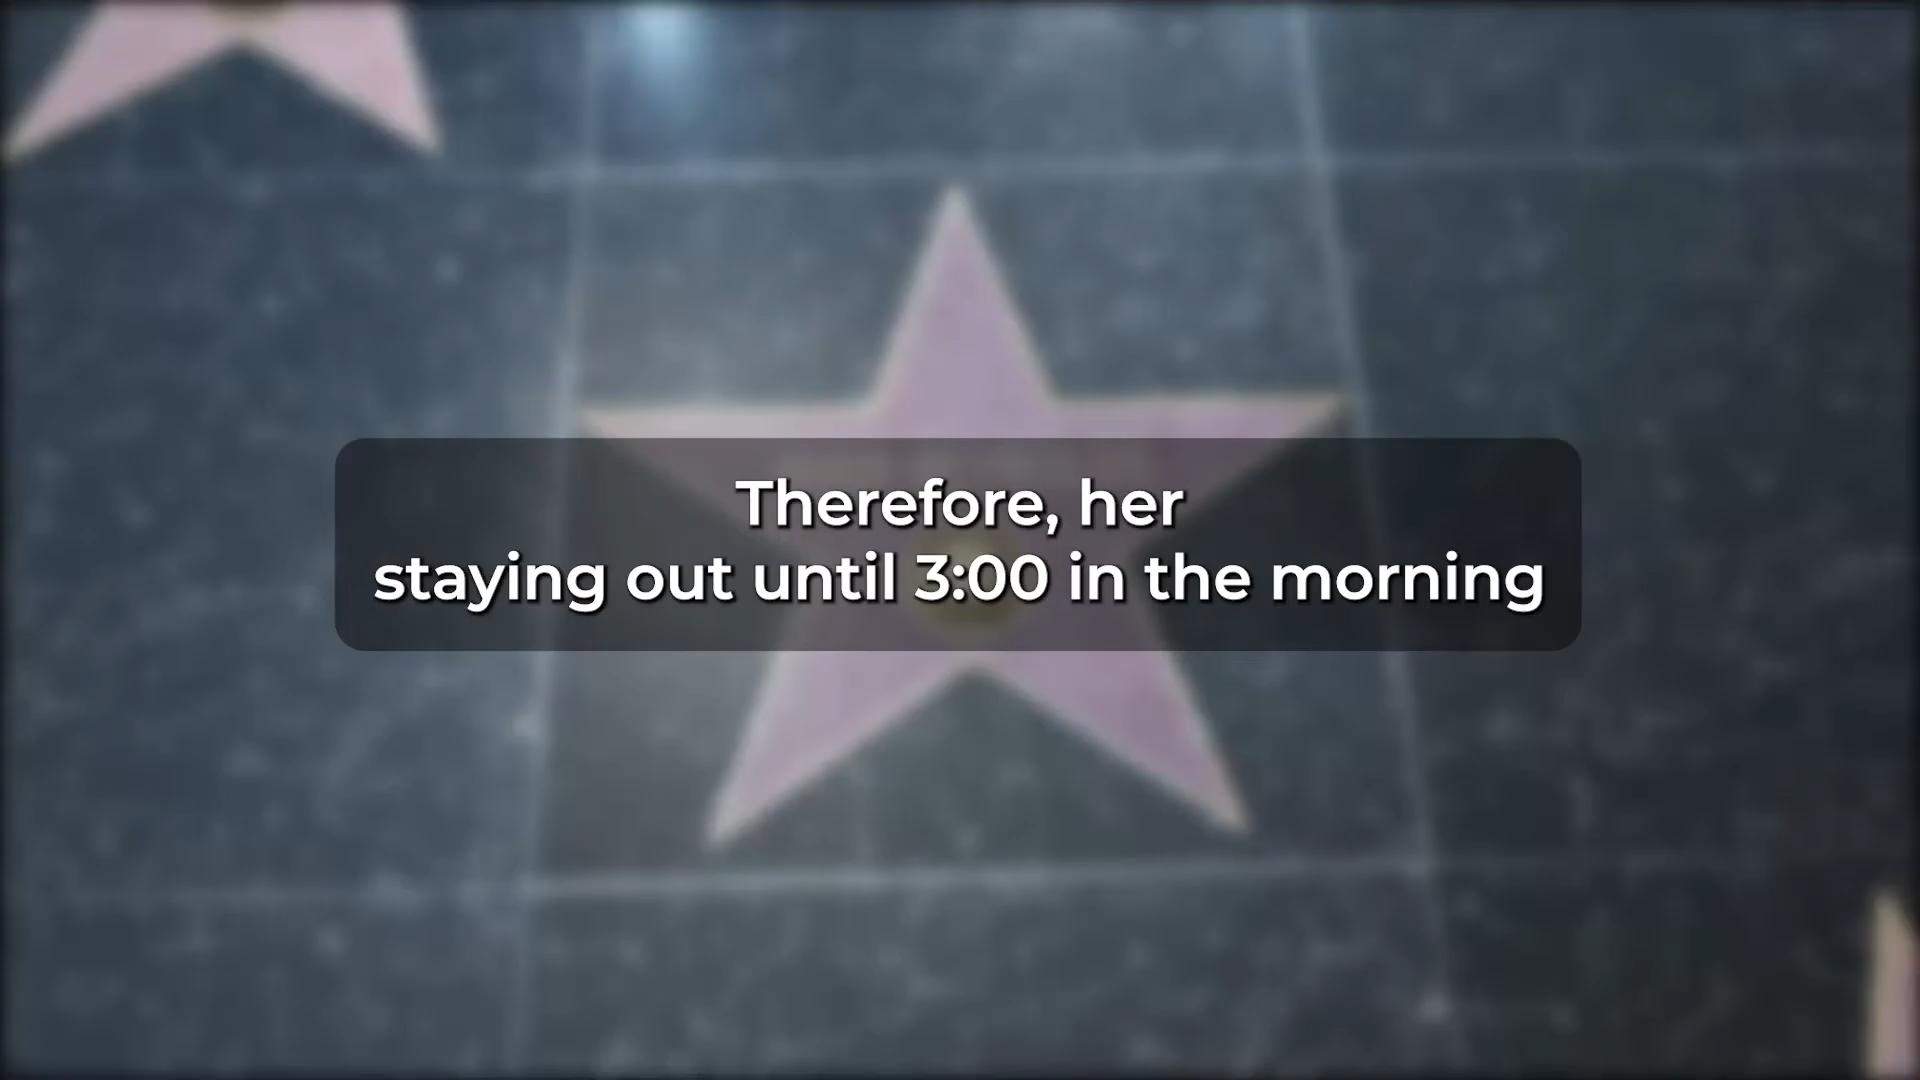 Therefore, her
staying out until 3:00 in the morning